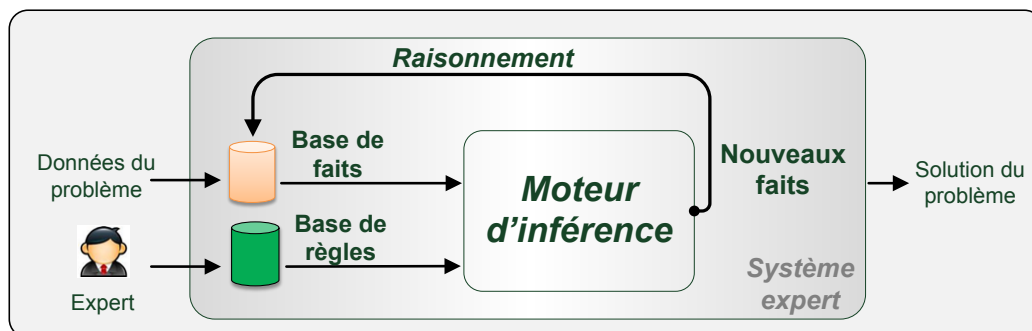 Raisonnement
Données du
problème
Base de
faits
Moteur
d'inférence
Nouveaux
faits
Solution du
problème
Expert
Base de
règles
Système
expert